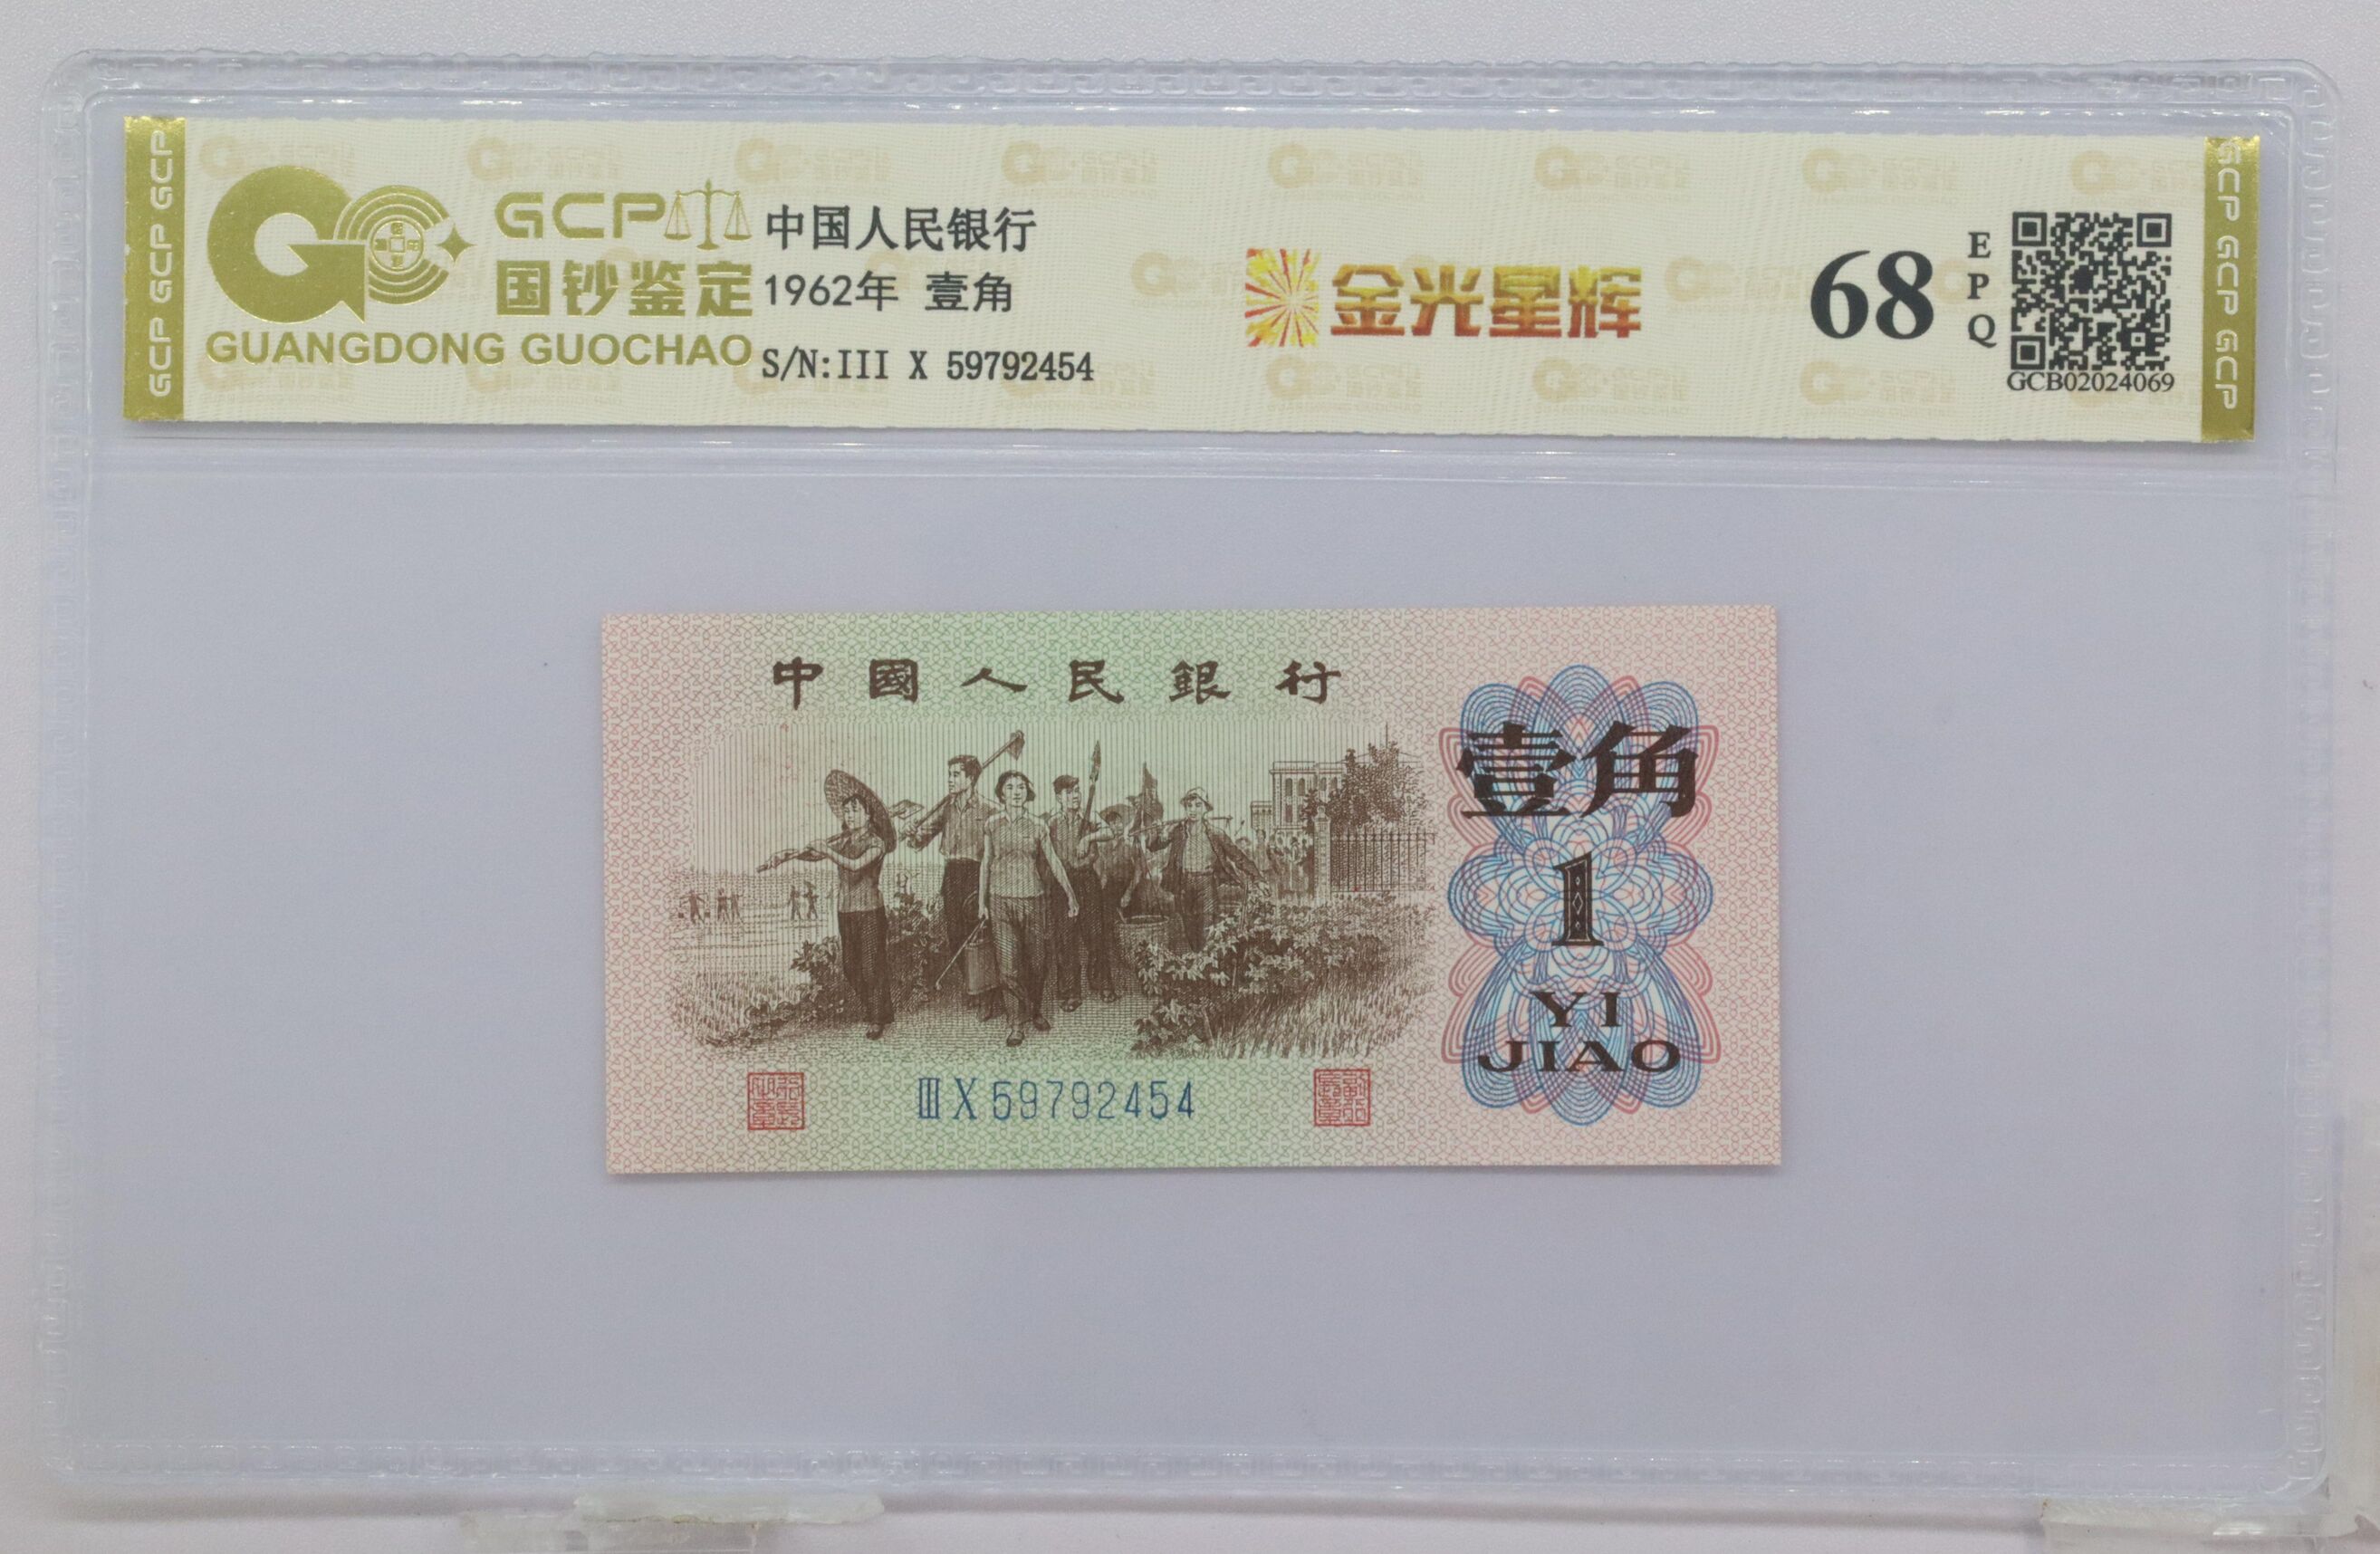 GCP GCP GCP
GCP
国钞鉴定
GUANGDONG GUOCHAO
中国人民银行
1962年 壹角
S/N:III X 59792454
金光星辉
68
EPQ
GCB02024069
GCP GCP GCP
中國人民銀行
壹角
1
YI
JIAO
ⅢX59792454